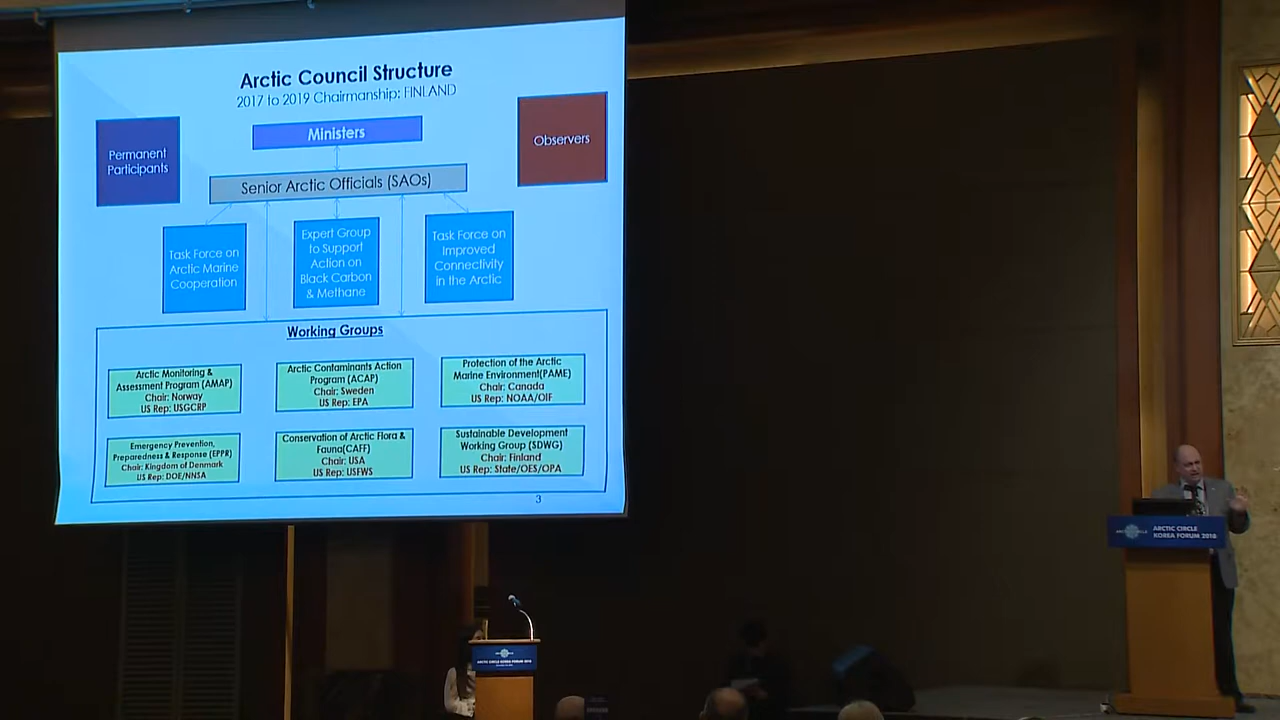 Arctic Council Structure
2017 to 2019 Chairmanship: FINLAND
Permanent
Participants
Ministers
Observers
Senior Arctic Officials (SAOs)
Task Force on
Arctic Marine
Cooperation
Expert Group
to Support
Action on
Black Carbon
& Methane
Task Force on
Improved
Connectivity
in the Arctic
Working Groups
Arctic Monitoring &
Assessment Program (AMAP)
Chair: Norway
US Rep: USGCRP
Arctic Contaminants Action
Program (ACAP)
Chair: Sweden
US Rep: EPA
Protection of the Arctic
Marine Environment(PAME)
Chair: Canada
US Rep: NOAA/OIF
Emergency Prevention,
Preparedness & Response (EPPR)
Chair: Kingdom of Denmark
US Rep: DOE/NNSA
Conservation of Arctic Flora &
Fauna(CAFF)
Chair: USA
US Rep: USFWS
Sustainable Development
Working Group (SDWG)
Chair: Finland
US Rep: State/OES/OPA
3
ARCTIC CIRCLE
KOREA FORUM 2018
ARCTIC CIRCLE KOREA FORUM 2018